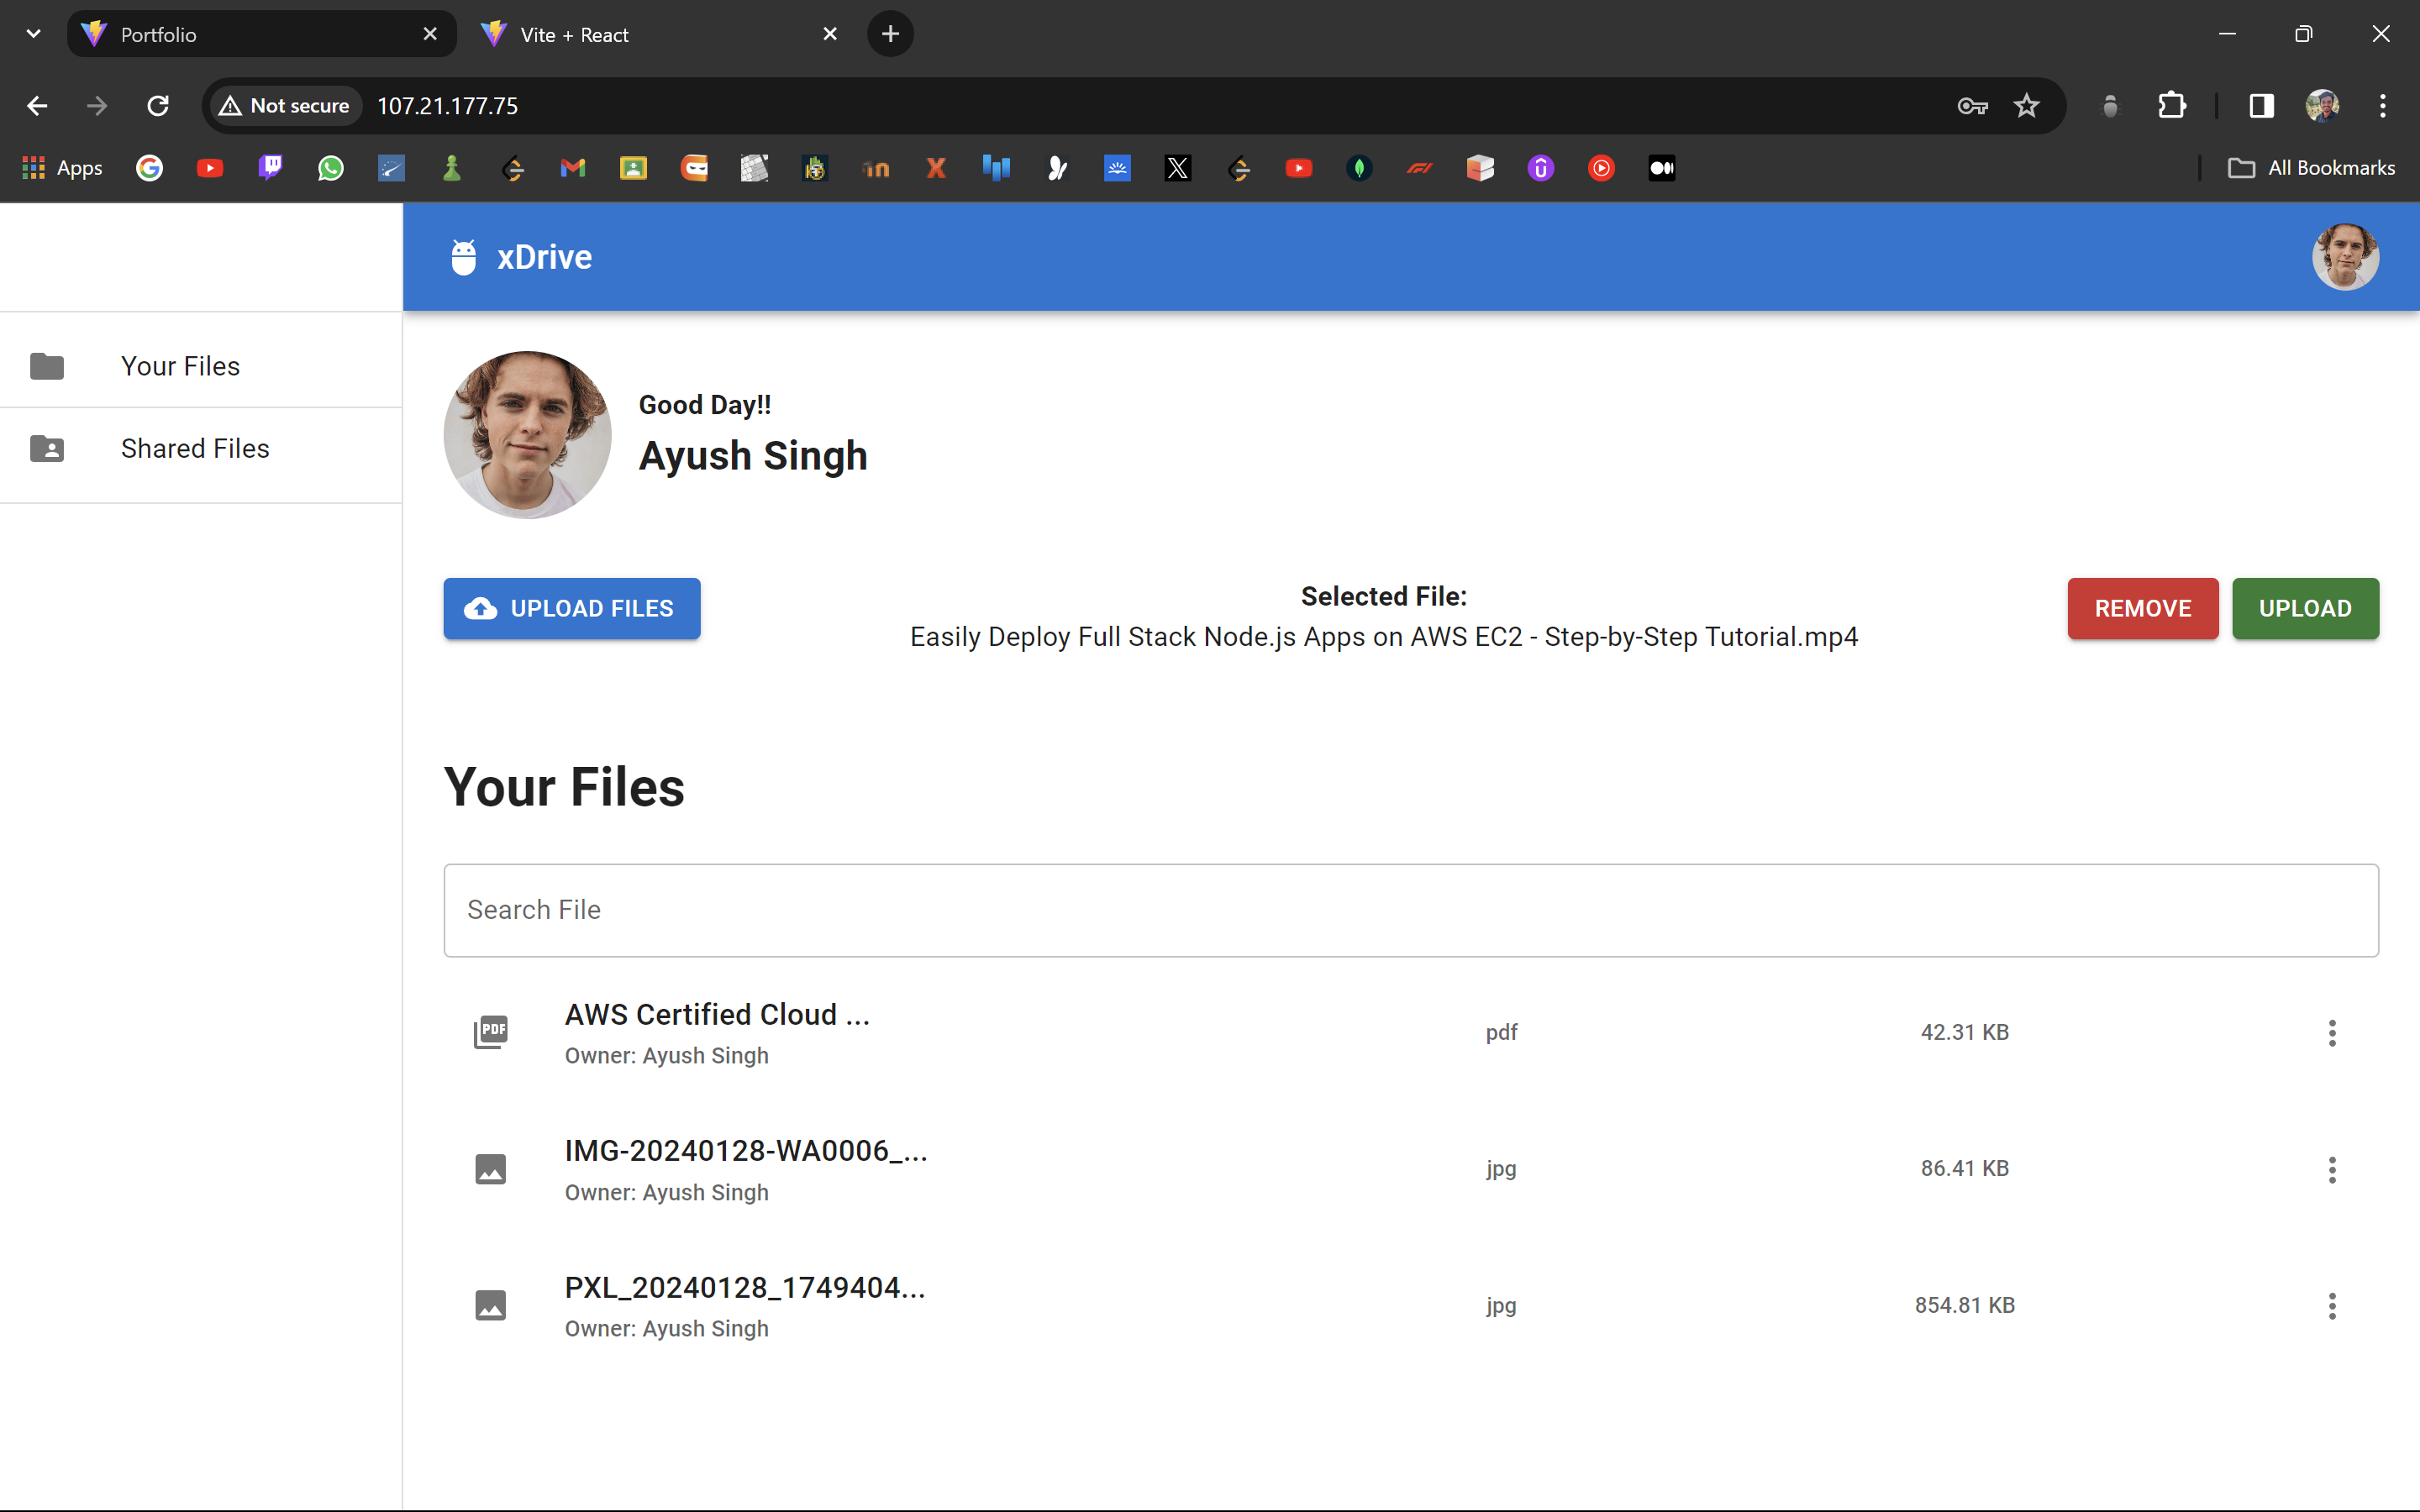 Portfolio
Vite + React
Not secure
107.21.177.75
Apps
All Bookmarks
xDrive
Your Files
Shared Files
Good Day!!
Ayush Singh
UPLOAD FILES
Selected File:
Easily Deploy Full Stack Node.js Apps on AWS EC2 - Step-by-Step Tutorial.mp4
REMOVE
UPLOAD
Your Files
Search File
PDF
AWS Certified Cloud ...
Owner: Ayush Singh
pdf
42.31 KB
IMG-20240128-WA0006_...
Owner: Ayush Singh
jpg
86.41 KB
PXL_20240128_1749404...
Owner: Ayush Singh
jpg
854.81 KB